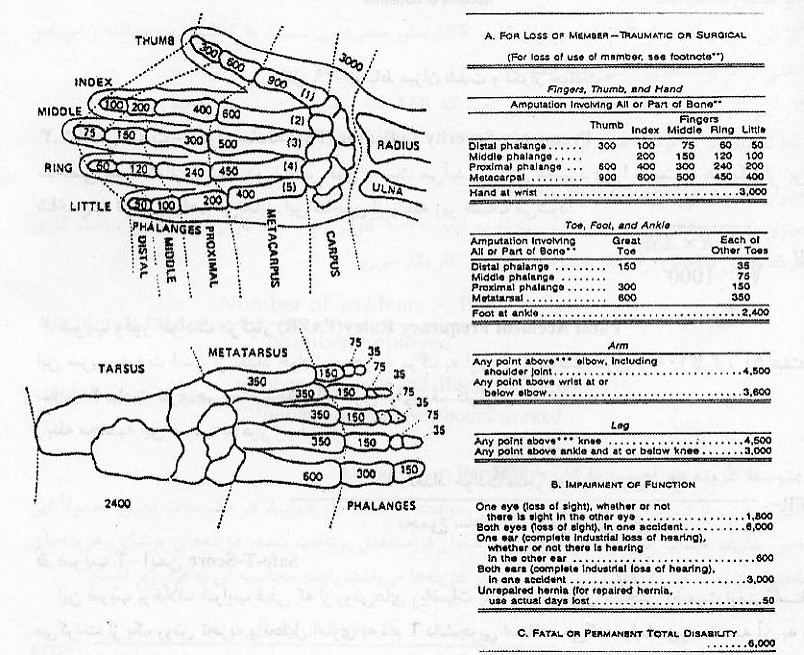 THUMB
300
600
900
(1)
3000
INDEX
100
200
400
600
(2)
MIDDLE
75
150
300
500
(3)
RADIUS
RING
60
120
240
450
(4)
ULNA
LITTLE
50
100
200
400
(5)
PHALANGES
DISTAL
MIDDLE
PROXIMAL
METACARPUS
CARPUS
TARSUS
METATARSUS
75
35
350
150
75
35
350
150
75
35
350
150
75
35
350
150
600
300
150
2400
PHALANGES
A. FOR LOSS OF MEMBER—TRAUMATIC OR SURGICAL
(For loss of use of member, see footnote**)
Fingers, Thumb, and Hand
Amputation Involving All or Part of Bone**
Fingers
Thumb Index Middle Ring Little
Distal phalange 300 100 75 60 50
Middle phalange ..... 200 150 120 100
Proximal phalange ... 600 400 300 240 200
Metacarpal .......... 900 600 500 450 400
Hand at wrist ..........3,000
Toe, Foot, and Ankle
Amputation Involving Great Each of
All or Part of Bone** Toe Other Toes
Distal phalange .......... 150 35
Middle phalange .......... 75
Proximal phalange ....... 300 150
Metatarsal ............... 600 350
Foot at ankle ..........2,400
Arm
Any point above*** elbow, including
shoulder joint ..........4,500
Any point above wrist at or
below elbow ..........3,600
Leg
Any point above*** knee ..........4,500
Any point above ankle and at or below knee ..........3,000
B. IMPAIRMENT OF FUNCTION
One eye (loss of sight), whether or not
there is sight in the other eye ..........1,800
Both eyes (loss of sight), in one accident ..........6,000
One ear (complete industrial loss of hearing),
whether or not there is hearing
in the other ear ..........600
Both ears (complete industrial loss of hearing),
in one accident ..........3,000
Unrepaired hernia (for repaired hernia,
use actual days lost ..........50
C. FATAL OR PERMANENT TOTAL DISABILITY
.......6,000